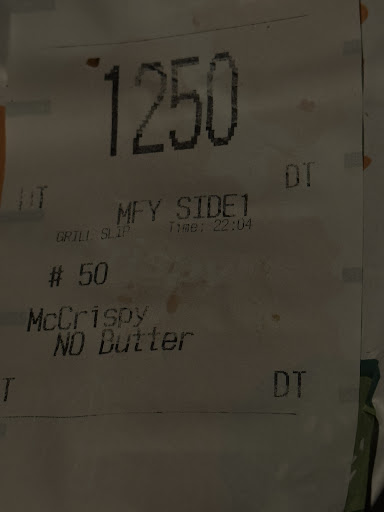 1250
DT DT
MFY SIDE1
GRILL SLIP Time: 22:04
# 50
McCrispy
NO Butter
T DT